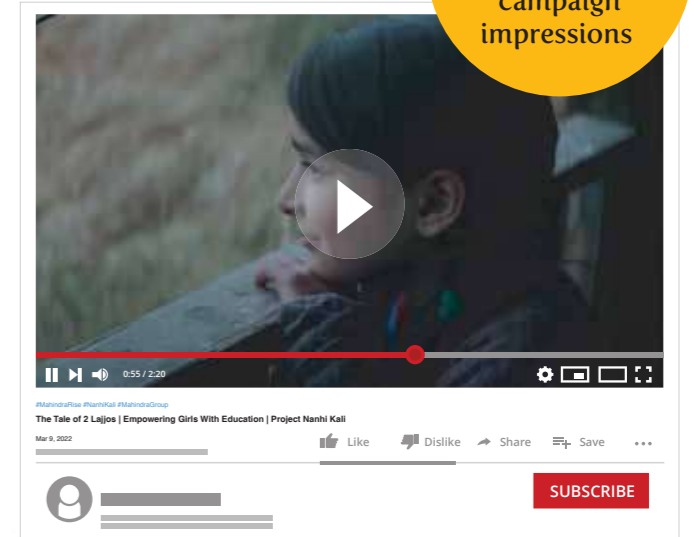 campaign
impressions
0:55 / 2:20
#MahindraRise #NanhiKali #MahindraGroup
The Tale of 2 Lajjos | Empowering Girls With Education | Project Nanhi Kali
Mar 9, 2022
Like Dislike Share Save
SUBSCRIBE